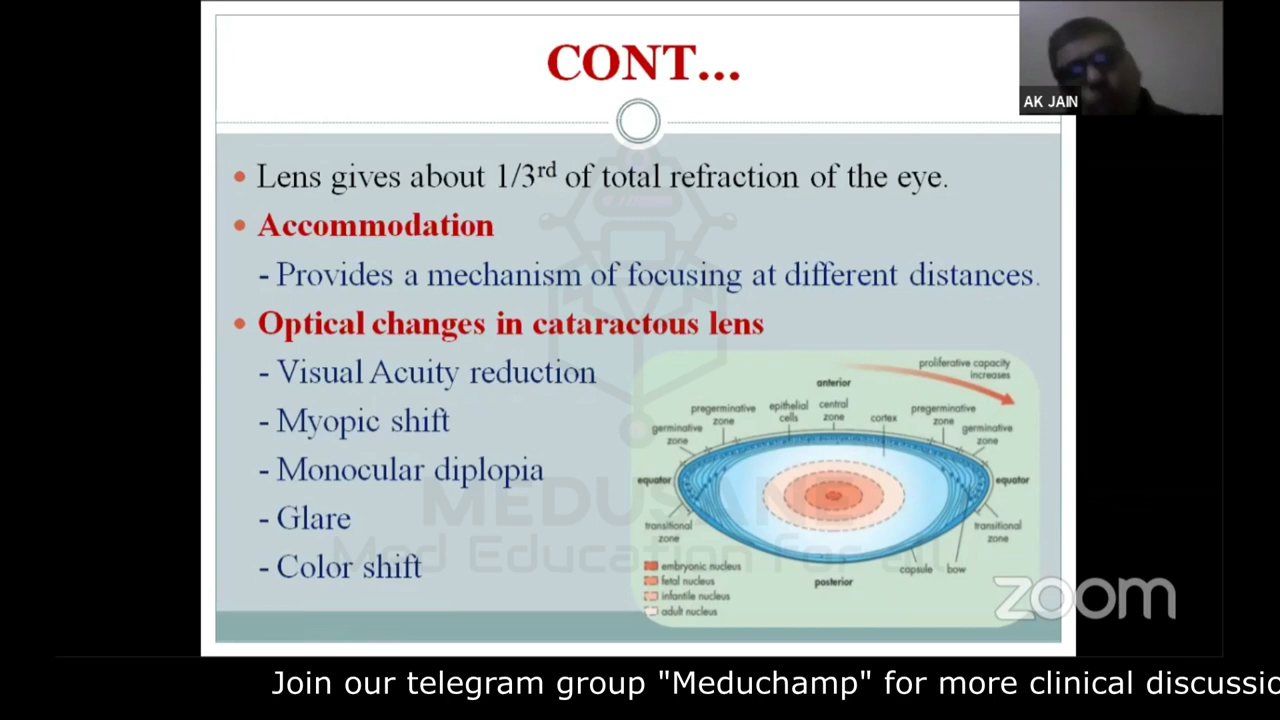 CONT...
AK JAIN
• Lens gives about 1/3rd of total refraction of the eye.
• Accommodation
- Provides a mechanism of focusing at different distances.
• Optical changes in cataractous lens
- Visual Acuity reduction
- Myopic shift
- Monocular diplopia
- Glare
- Color shift
proliferative capacity
increases
anterior
pregerminative
zone
epithelial
cells
central
zone
cortex
pregerminative
zone
germinative
zone
germinative
zone
equator
equator
transitional
zone
transitional
zone
capsule
bow
posterior
embryonic nucleus
fetal nucleus
infantile nucleus
adult nucleus
Med Education for all
zoom
Join our telegram group "Meduchamp" for more clinical discussio